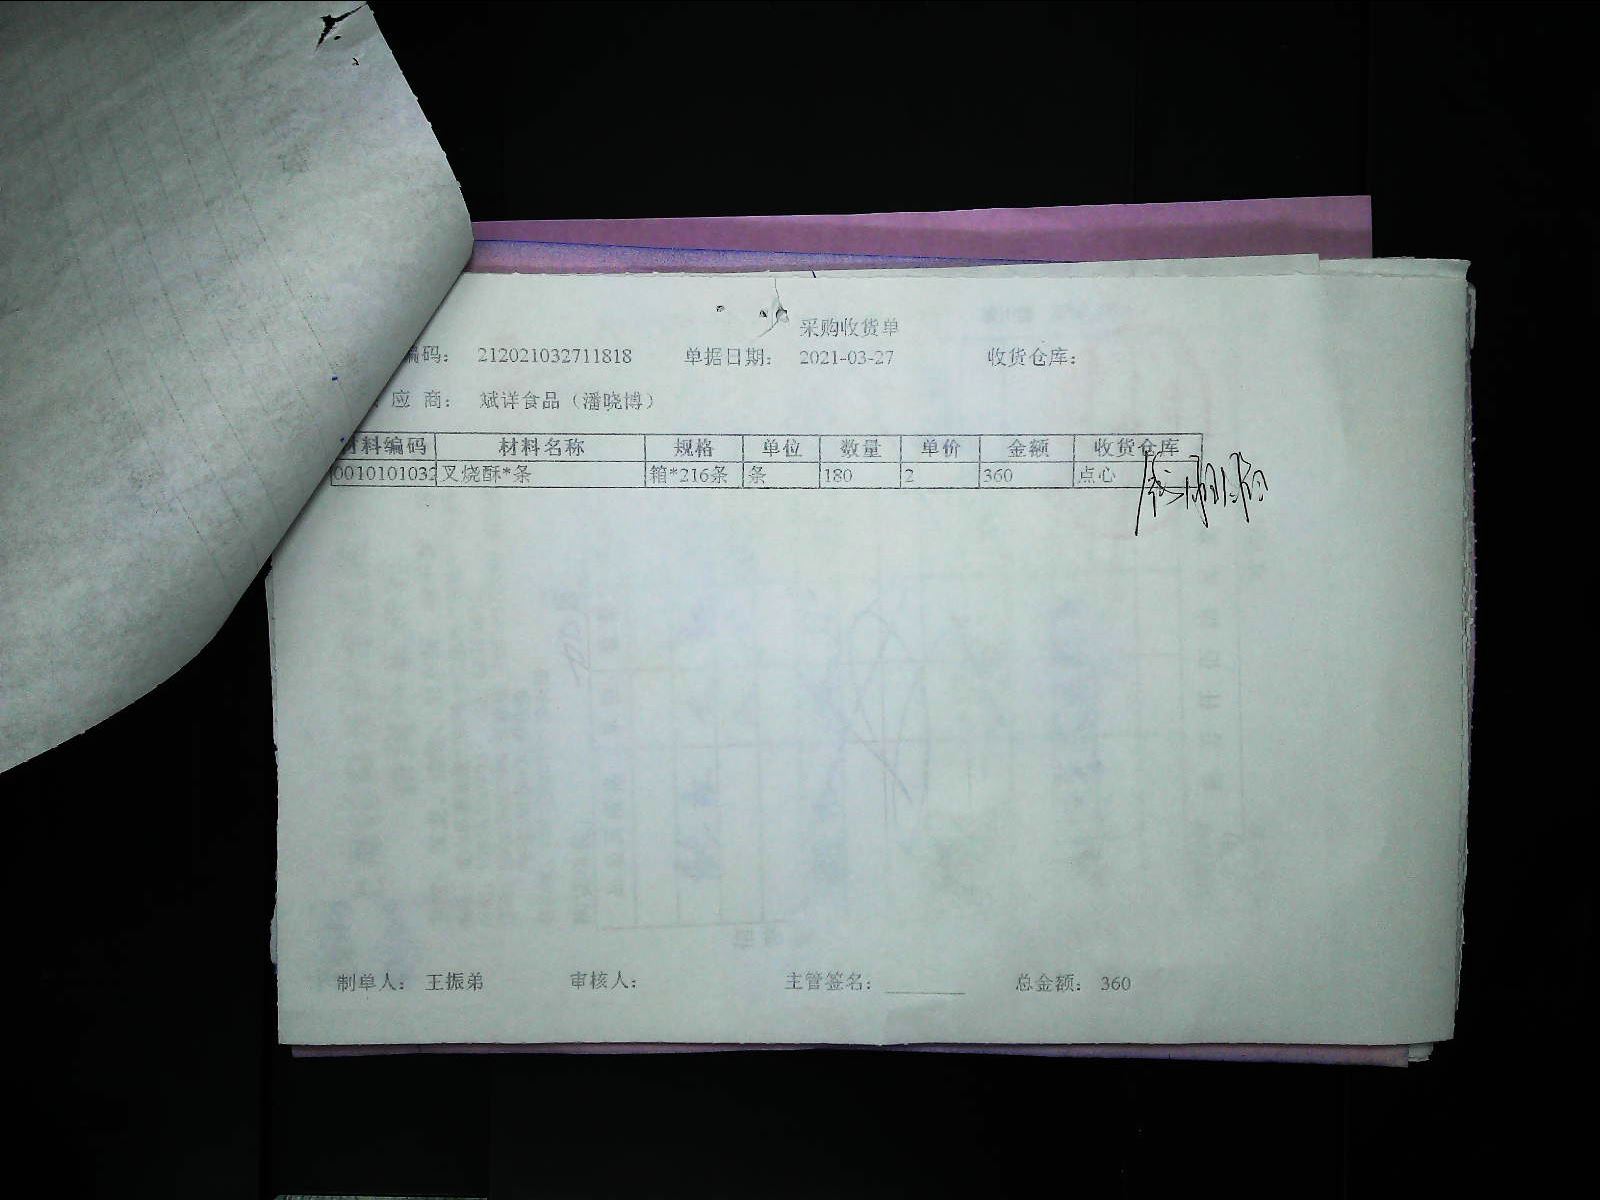 采购收货单
编码： 212021032711818 单据日期： 2021-03-27 收货仓库：
应 商： 斌详食品（潘晓博）
材料编码 材料名称 规格 单位 数量 单价 金额 收货仓库
0010101032 叉烧酥*条 箱*216条 条 180 2 360 点心
制单人： 王振弟 审核人： 主管签名： 总金额： 360